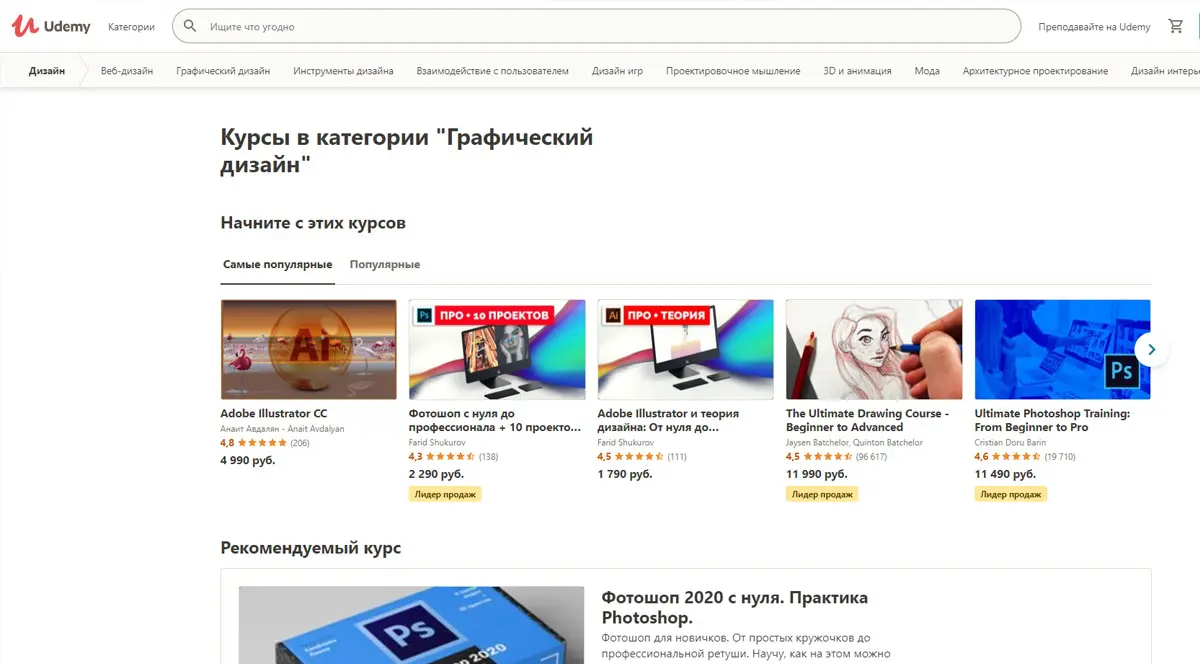 Udemy
Категории
Ищите что угодно
Преподавайте на Udemy
Дизайн
Веб-дизайн
Графический дизайн
Инструменты дизайна
Взаимодействие с пользователем
Дизайн игр
Проектировочное мышление
3D и анимация
Мода
Архитектурное проектирование
Дизайн интерь
Курсы в категории "Графический
дизайн"
Начните с этих курсов
Самые популярные
Популярные
Ai
Adobe Illustrator CC
Анаит Авдалян - Anait Avdalyan
4,8 (206)
4 990 руб.
Ps ПРО • 10 ПРОЕКТОВ
Фотошоп с нуля до
профессионала + 10 проекто...
Farid Shukurov
4,3 (138)
2 290 руб.
Лидер продаж
Ai ПРО • ТЕОРИЯ
Adobe Illustrator и теория
дизайна: От нуля до...
Farid Shukurov
4,5 (111)
1 790 руб.
The Ultimate Drawing Course -
Beginner to Advanced
Jaysen Batchelor, Quinton Batchelor
4,5 (96 617)
11 990 руб.
Лидер продаж
Ps
Ultimate Photoshop Training:
From Beginner to Pro
Cristian Doru Barin
4,6 (19 710)
11 490 руб.
Лидер продаж
Рекомендуемый курс
Ps
2020
Фотошоп 2020 с нуля. Практика
Photoshop.
Фотошоп для новичков. От простых кружочков до
профессиональной ретуши. Научу, как на этом можно